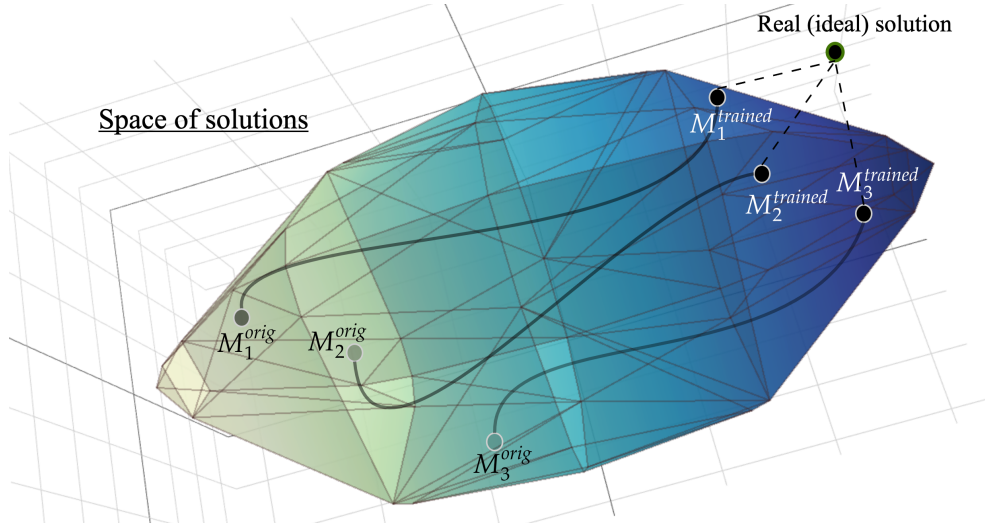 Real (ideal) solution
Space of solutions
M_1^{trained}
M_2^{trained}
M_3^{trained}
M_1^{orig}
M_2^{orig}
M_3^{orig}